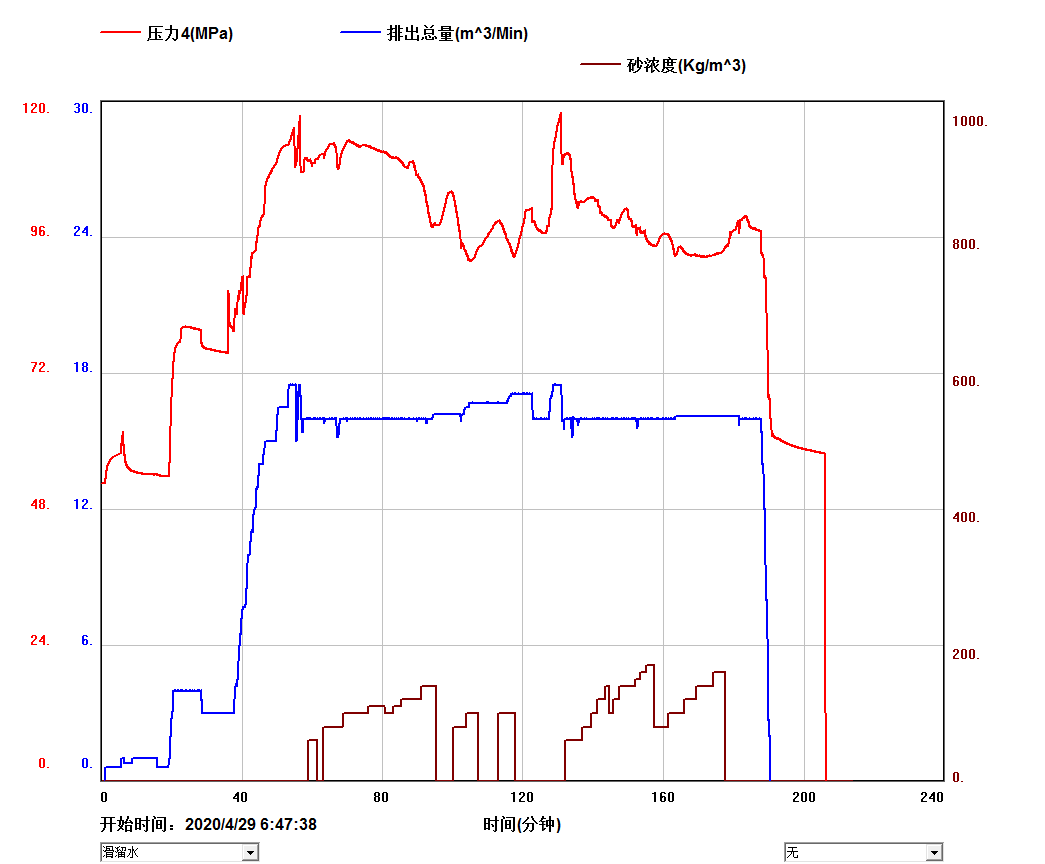 压力4(MPa) 排出总量(m^3/Min)
砂浓度(Kg/m^3)
120. 30. 1000.
96. 24. 800.
72. 18. 600.
48. 12. 400.
24. 6. 200.
0. 0. 0.
0 40 80 120 160 200 240
开始时间：2020/4/29 6:47:38 时间(分钟)
滑溜水 无